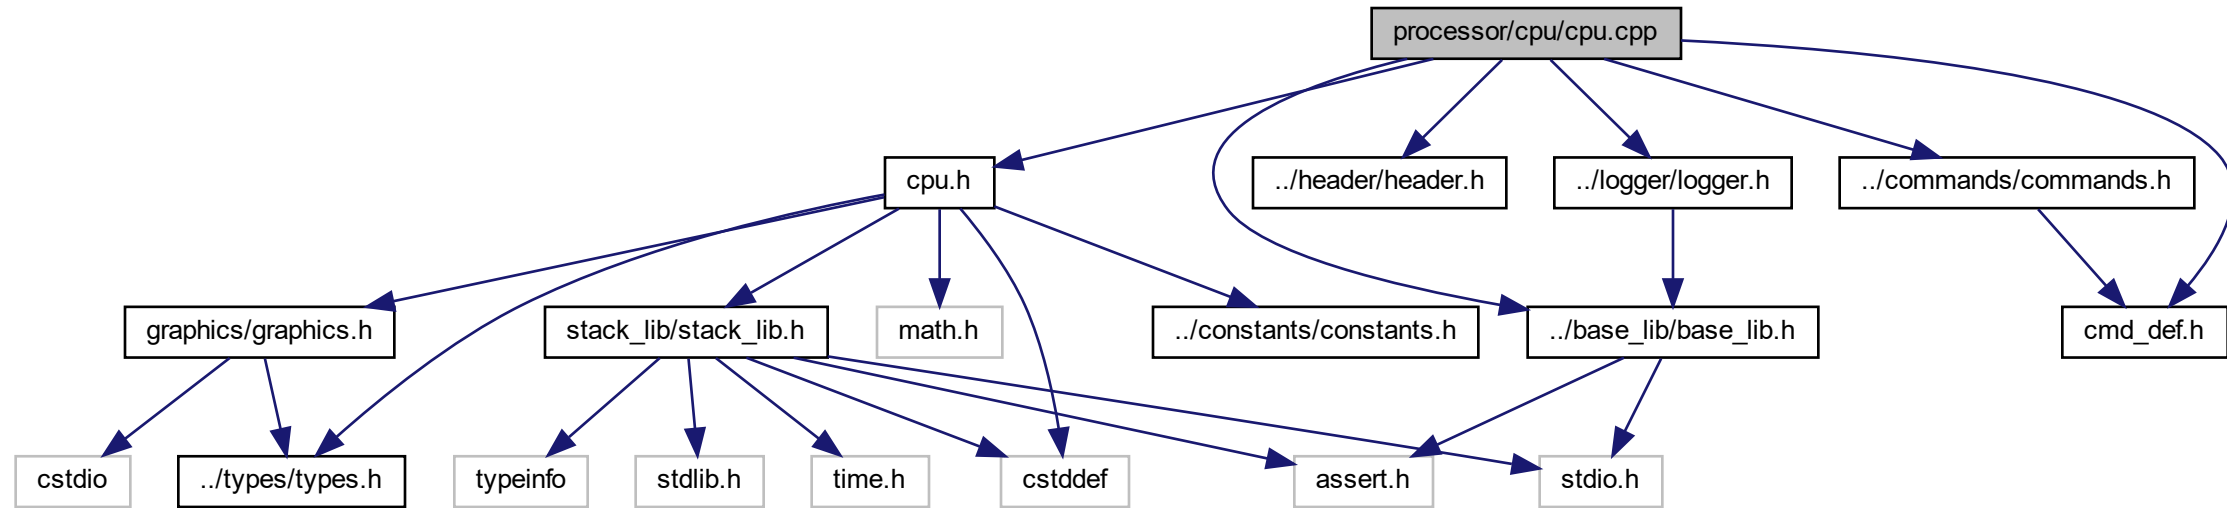 processor/cpu/cpu.cpp
cpu.h
../header/header.h
../logger/logger.h
../commands/commands.h
graphics/graphics.h
stack_lib/stack_lib.h
math.h
../constants/constants.h
../base_lib/base_lib.h
cmd_def.h
cstdio
../types/types.h
typeinfo
stdlib.h
time.h
cstddef
assert.h
stdio.h